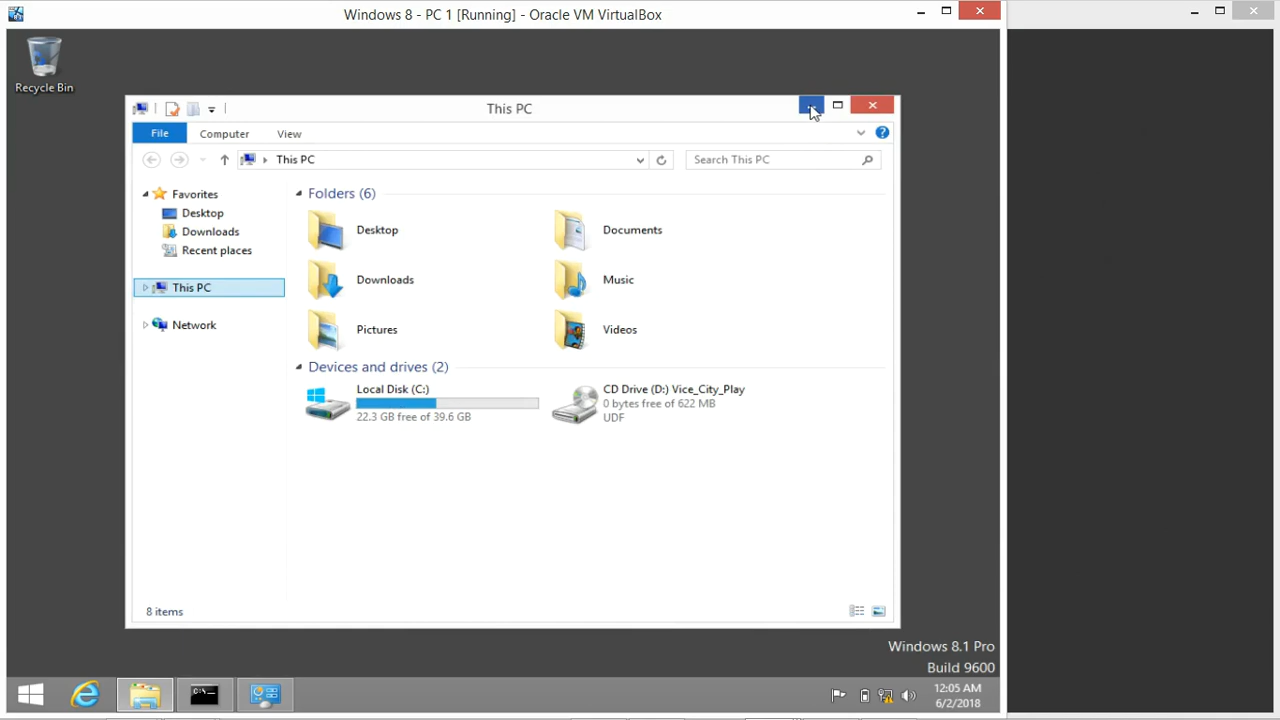 Windows 8 - PC 1 [Running] - Oracle VM VirtualBox
Recycle Bin
This PC
File Computer View
This PC
Search This PC
Favorites
Desktop
Downloads
Recent places
This PC
Network
Folders (6)
Desktop
Documents
Downloads
Music
Pictures
Videos
Devices and drives (2)
Local Disk (C:)
22.3 GB free of 39.6 GB
CD Drive (D:) Vice_City_Play
0 bytes free of 622 MB
UDF
8 items
Windows 8.1 Pro
Build 9600
12:05 AM
6/2/2018